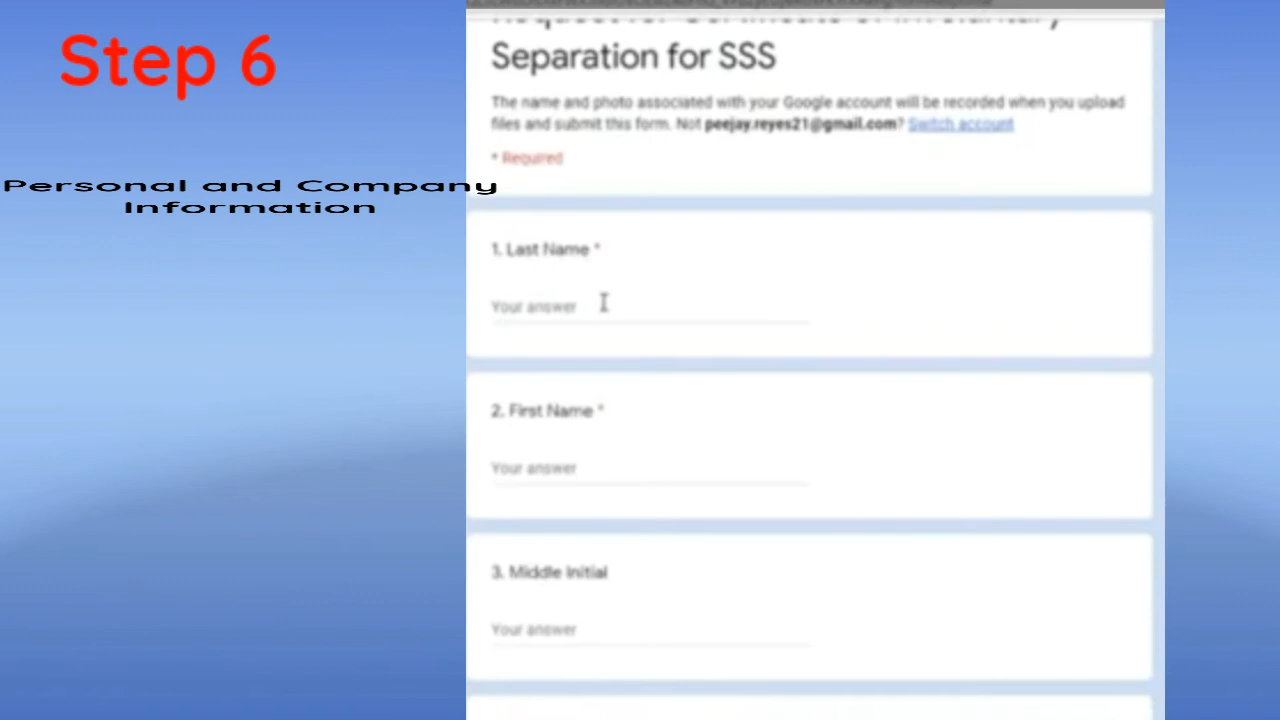 Step 6
Personal and Company
Information
Separation for SSS
The name and photo associated with your Google account will be recorded when you upload
files and submit this form. Not peejay.reyes21@gmail.com? Switch account
* Required
1. Last Name *
Your answer
2. First Name *
Your answer
3. Middle Initial
Your answer